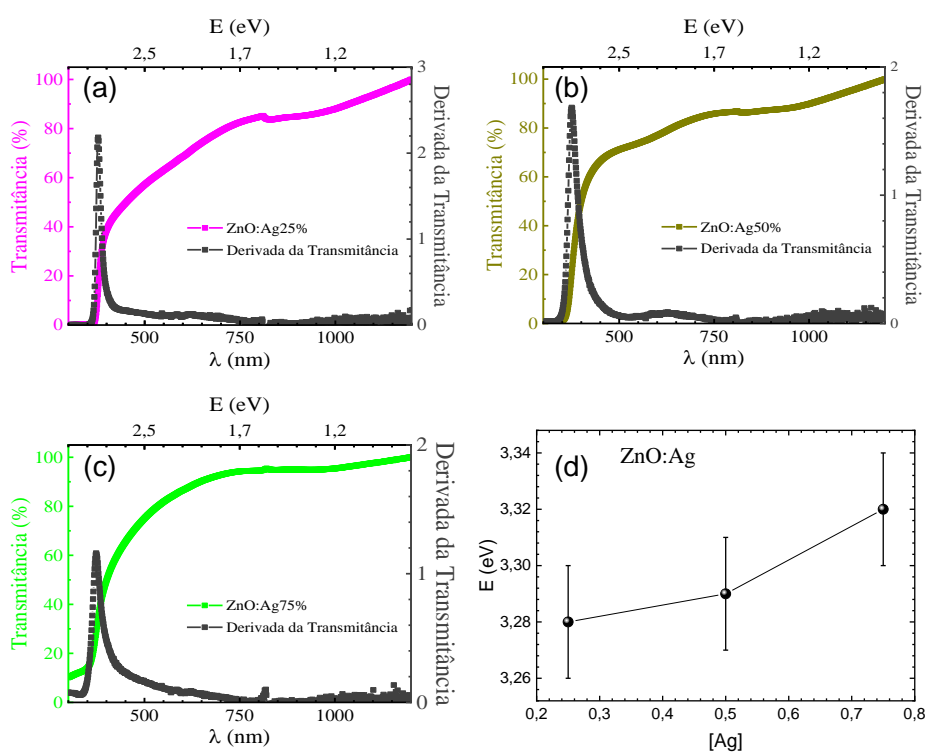 E (eV)
2,5 1,7 1,2
(a)
Transmitância (%)
100
80
60
40
20
0
3
2
1
0
Derivada da Transmitância
ZnO:Ag25%
Derivada da Transmitância
500 750 1000
λ (nm)
E (eV)
2,5 1,7 1,2
(b)
Transmitância (%)
100
80
60
40
20
0
2
1
0
Derivada da Transmitância
ZnO:Ag50%
Derivada da Transmitância
500 750 1000
λ (nm)
E (eV)
2,5 1,7 1,2
(c)
Transmitância (%)
100
80
60
40
20
0
2
1
0
Derivada da Transmitância
ZnO:Ag75%
Derivada da Transmitância
500 750 1000
λ (nm)
(d)
ZnO:Ag
E (eV)
3,34
3,32
3,30
3,28
3,26
0,2 0,3 0,4 0,5 0,6 0,7 0,8
[Ag]